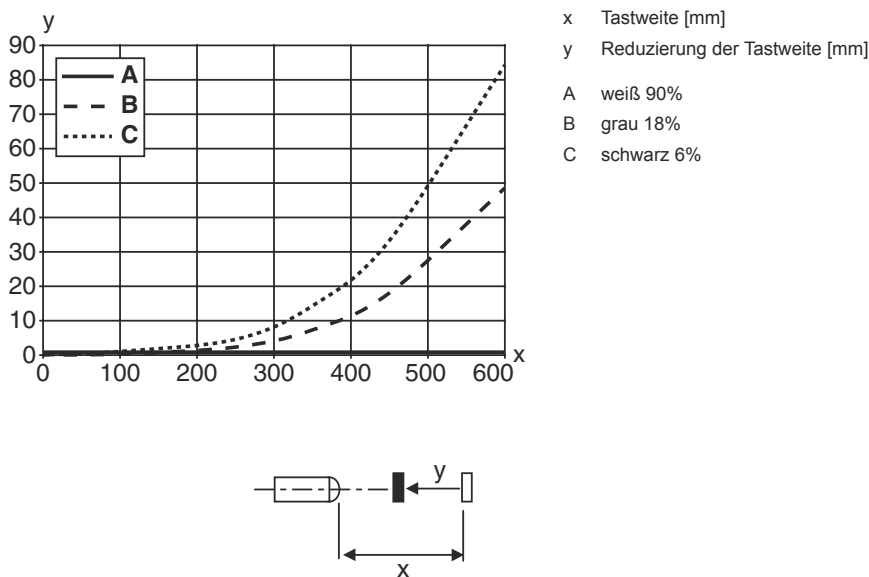 y
90
80
70
60
50
40
30
20
10
0
A
B
C
0 100 200 300 400 500 600 x
x Tastweite [mm]
y Reduzierung der Tastweite [mm]
A weiß 90%
B grau 18%
C schwarz 6%
y
x